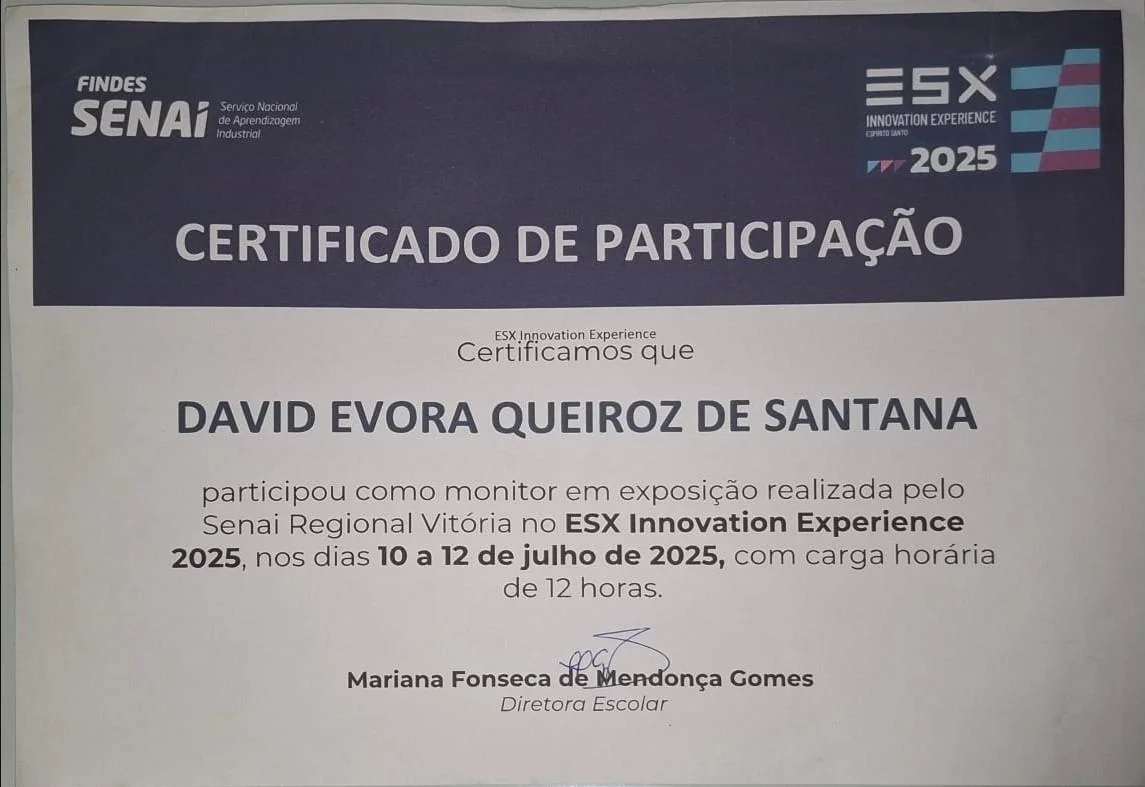 FINDES
SENAI
Serviço Nacional
de Aprendizagem
Industrial
ESX
INNOVATION EXPERIENCE
ESPÍRITO SANTO
2025
CERTIFICADO DE PARTICIPAÇÃO
ESX Innovation Experience
Certificamos que
DAVID EVORA QUEIROZ DE SANTANA
participou como monitor em exposição realizada pelo
Senai Regional Vitória no ESX Innovation Experience
2025, nos dias 10 a 12 de julho de 2025, com carga horária
de 12 horas.
Mariana Fonseca de Mendonça Gomes
Diretora Escolar